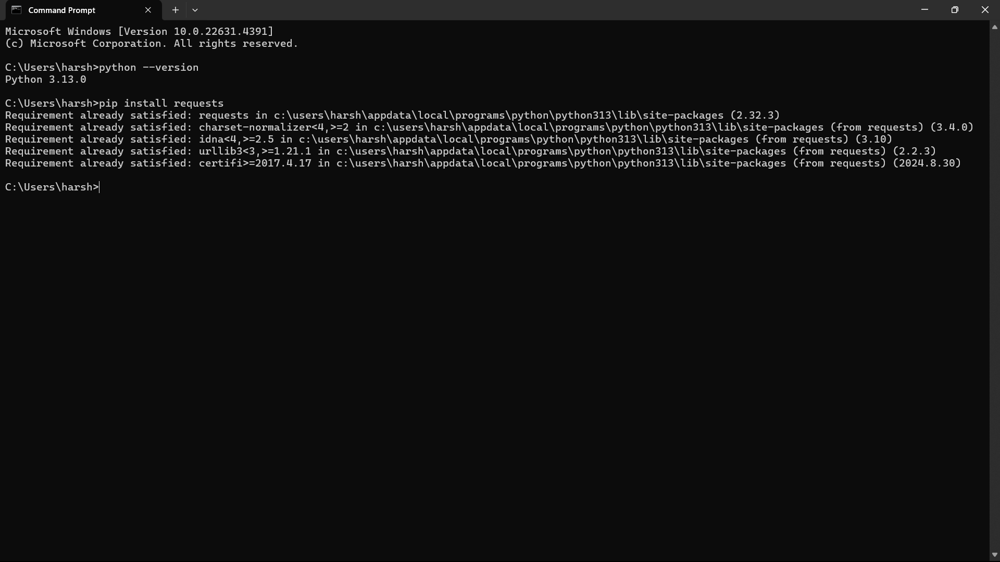 Command Prompt
Microsoft Windows [Version 10.0.22631.4391]
(c) Microsoft Corporation. All rights reserved.
C:\Users\harsh>python --version
Python 3.13.0
C:\Users\harsh>pip install requests
Requirement already satisfied: requests in c:\users\harsh\appdata\local\programs\python\python313\lib\site-packages (2.32.3)
Requirement already satisfied: charset-normalizer<4,>=2 in c:\users\harsh\appdata\local\programs\python\python313\lib\site-packages (from requests) (3.4.0)
Requirement already satisfied: idna<4,>=2.5 in c:\users\harsh\appdata\local\programs\python\python313\lib\site-packages (from requests) (3.10)
Requirement already satisfied: urllib3<3,>=1.21.1 in c:\users\harsh\appdata\local\programs\python\python313\lib\site-packages (from requests) (2.2.3)
Requirement already satisfied: certifi>=2017.4.17 in c:\users\harsh\appdata\local\programs\python\python313\lib\site-packages (from requests) (2024.8.30)
C:\Users\harsh>